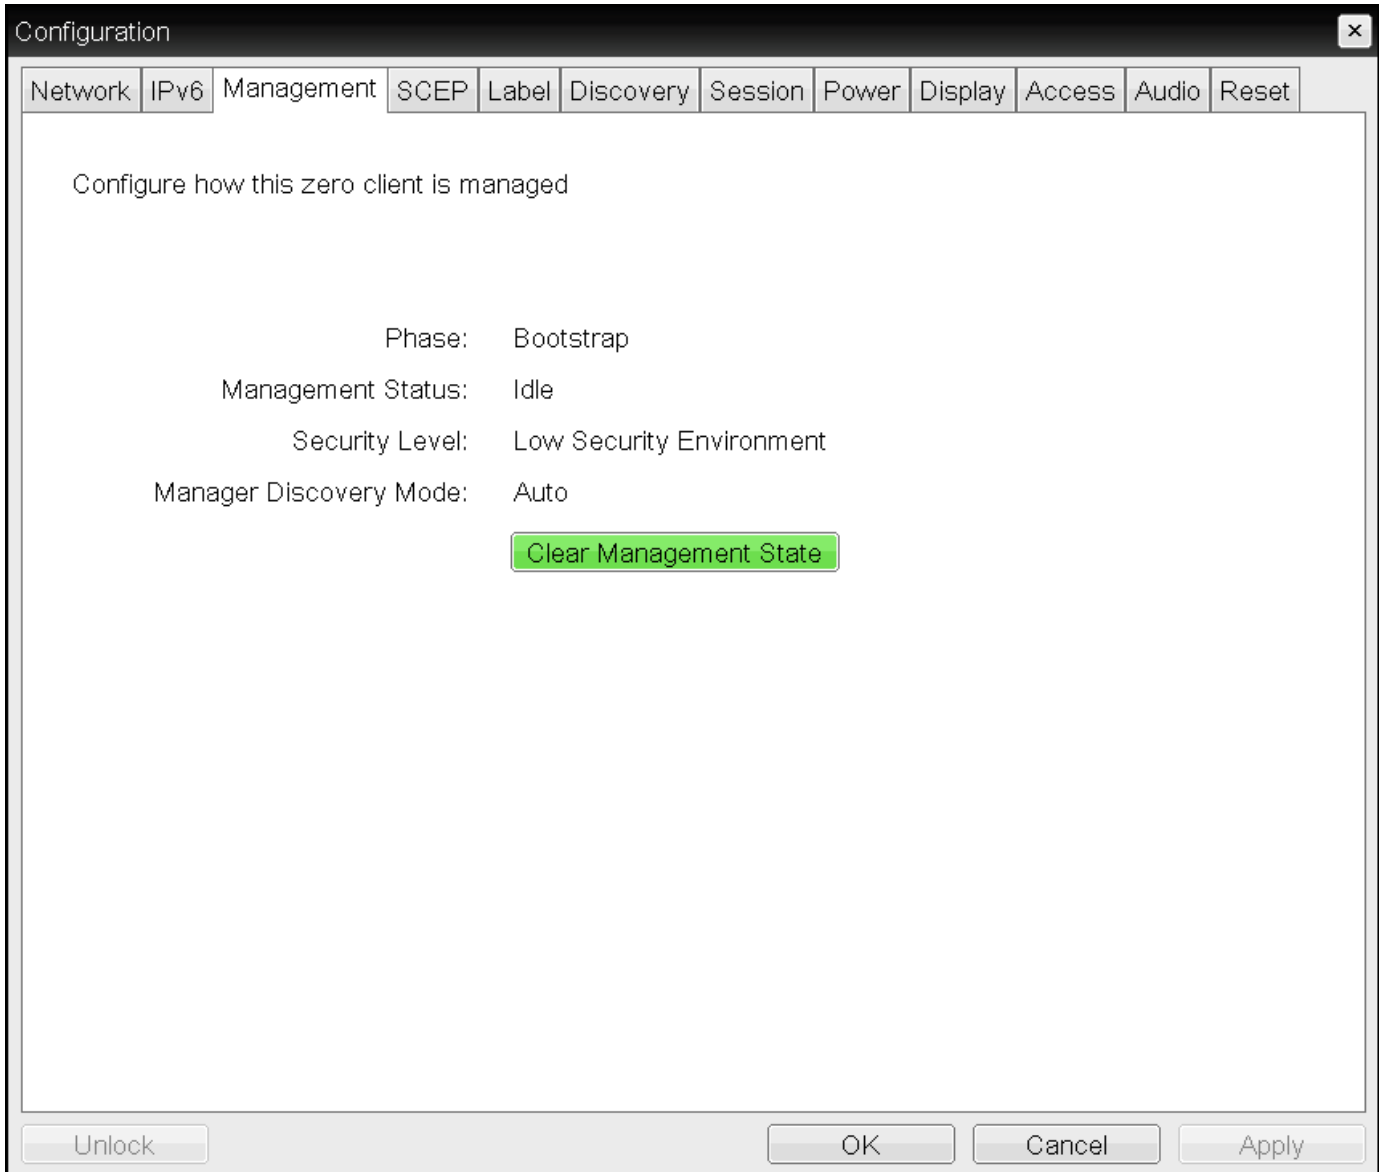 Configuration
Network IPv6 Management SCEP Label Discovery Session Power Display Access Audio Reset
Configure how this zero client is managed
Phase: Bootstrap
Management Status: Idle
Security Level: Low Security Environment
Manager Discovery Mode: Auto
Clear Management State
Unlock OK Cancel Apply